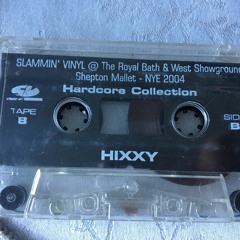 SLAMMIN' VINYL @ The Royal Bath & West Showground
Shepton Mallet - NYE 2004
Hardcore Collection
TAPE SIDE
8 B
HIXXY